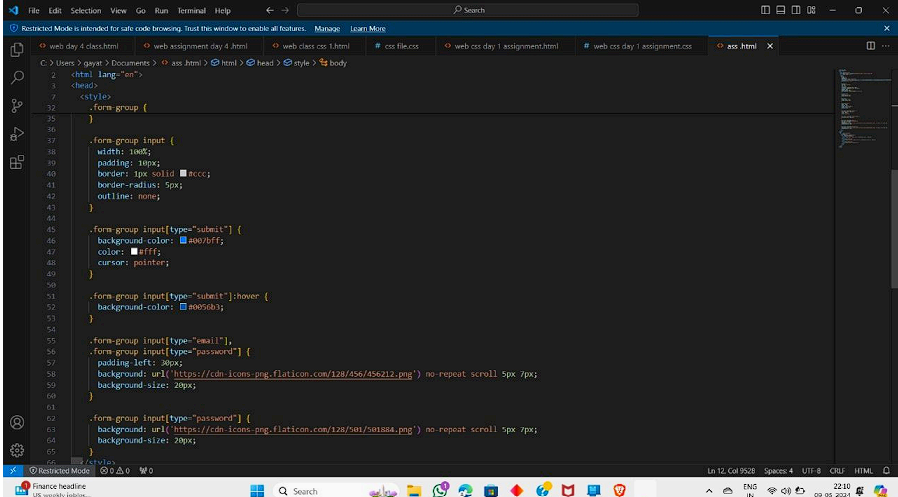 File Edit Selection View Go Run Terminal Help
Search
Restricted Mode is intended for safe code browsing. Trust this window to enable all features. Manage Learn More
web day 4 class.html web assignment day 4 .html web class css 1.html css file.css web css day 1 assignment.html web css day 1 assignment.css ass .html
C: > Users > gayat > Documents > ass .html > html > head > style > body
2 <html lang="en">
3 <head>
7 <style>
32 .form-group {
35 }
36
37 .form-group input {
38 width: 100%;
39 padding: 10px;
40 border: 1px solid #ccc;
41 border-radius: 5px;
42 outline: none;
43 }
44
45 .form-group input[type="submit"] {
46 background-color: #007bff;
47 color: #fff;
48 cursor: pointer;
49 }
50
51 .form-group input[type="submit"]:hover {
52 background-color: #0056b3;
53 }
54
55 .form-group input[type="email"],
56 .form-group input[type="password"] {
57 padding-left: 30px;
58 background: url('https://cdn-icons-png.flaticon.com/128/456/456212.png') no-repeat scroll 5px 7px;
59 background-size: 20px;
60 }
61
62 .form-group input[type="password"] {
63 background: url('https://cdn-icons-png.flaticon.com/128/501/501884.png') no-repeat scroll 5px 7px;
64 background-size: 20px;
65 }
66 </style>
Restricted Mode 0 0 0 Ln 12, Col 9528 Spaces: 4 UTF-8 CRLF HTML
1 Finance headline
US weekly jobless...
Search
1
ENG
IN
22:10
09-05-2024